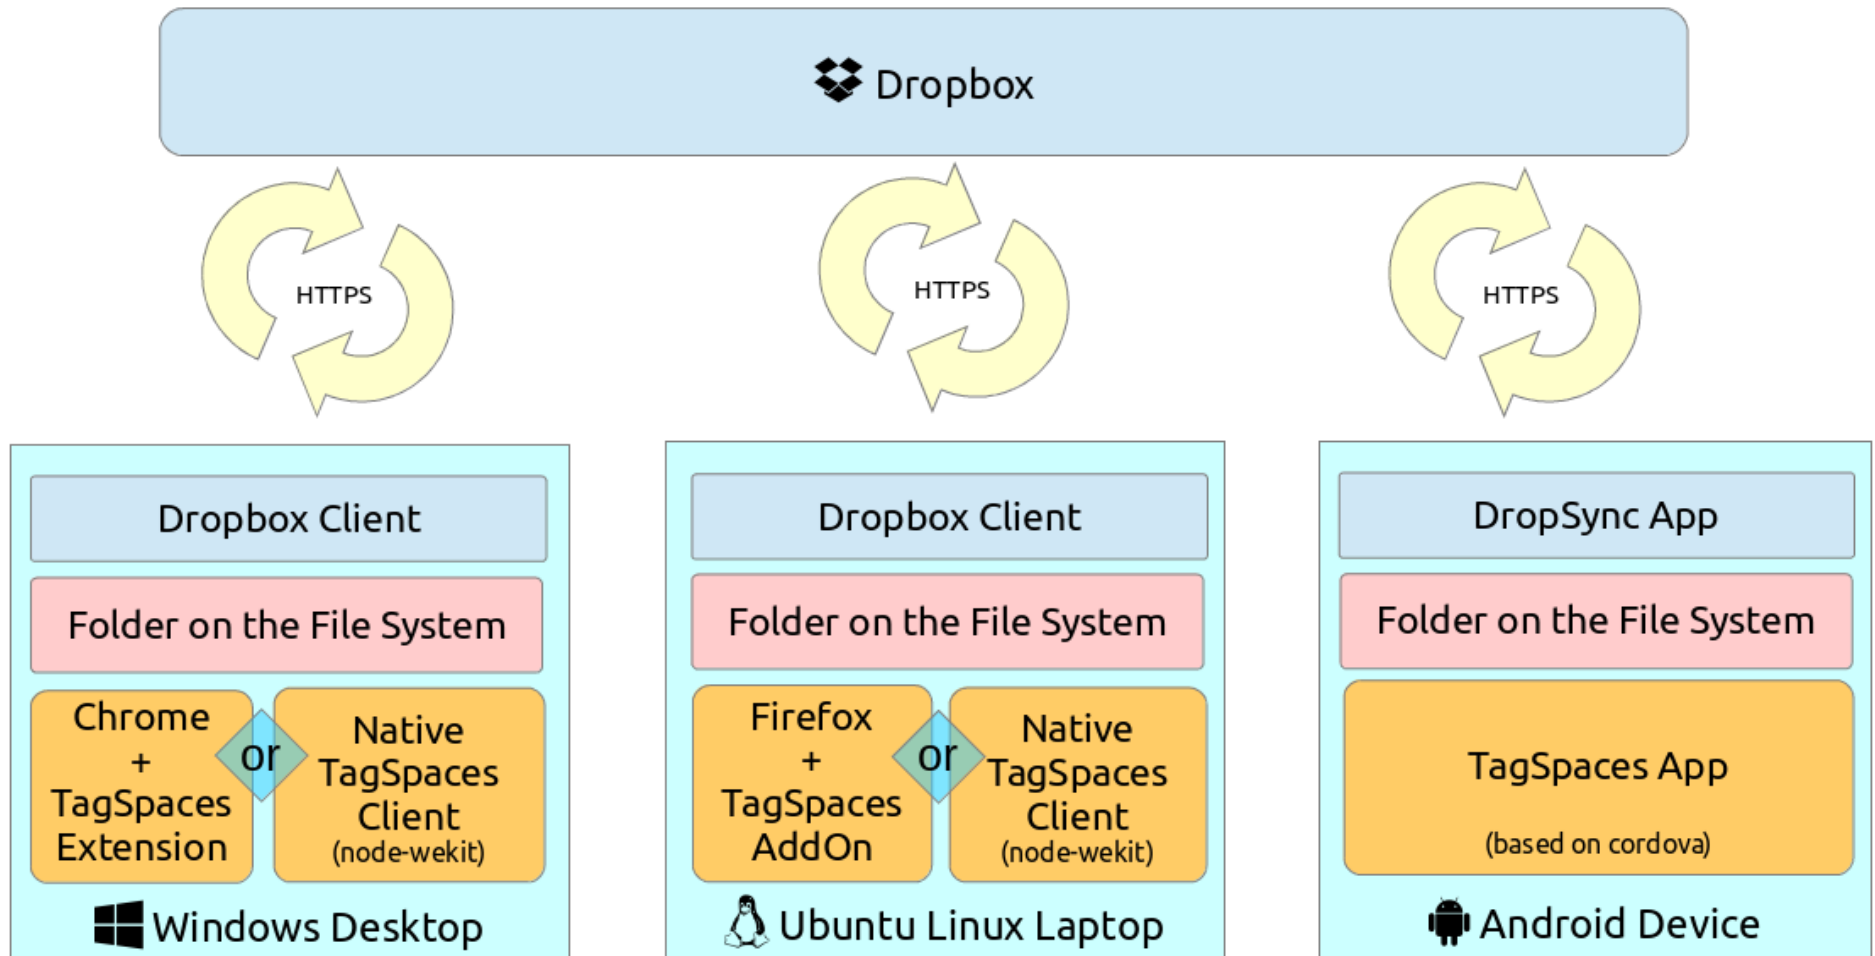 Dropbox
HTTPS
HTTPS
HTTPS
Dropbox Client
Folder on the File System
Chrome
+
TagSpaces
Extension
or
Native
TagSpaces
Client
(node-wekit)
Windows Desktop
Dropbox Client
Folder on the File System
Firefox
+
TagSpaces
AddOn
or
Native
TagSpaces
Client
(node-wekit)
Ubuntu Linux Laptop
DropSync App
Folder on the File System
TagSpaces App
(based on cordova)
Android Device